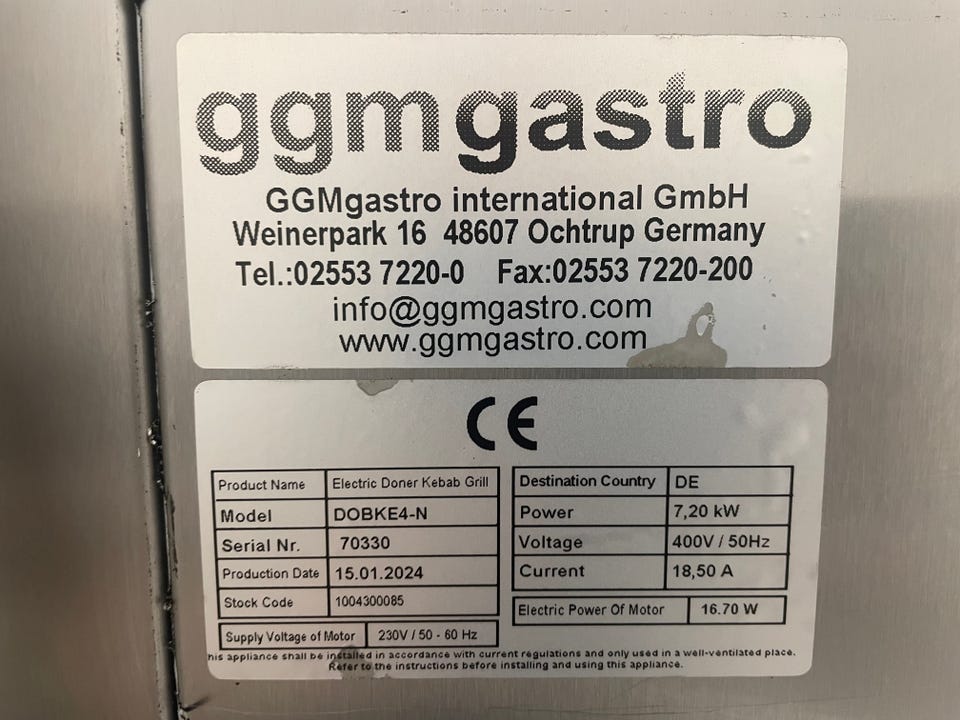 ggmgastro
GGMgastro international GmbH
Weinerpark 16 48607 Ochtrup Germany
Tel.:02553 7220-0 Fax:02553 7220-200
info@ggmgastro.com
www.ggmgastro.com
CE
Product Name Electric Doner Kebab Grill
Model DOBKE4-N
Serial Nr. 70330
Production Date 15.01.2024
Stock Code 1004300085
Supply Voltage of Motor 230V / 50 - 60 Hz
Destination Country DE
Power 7,20 kW
Voltage 400V / 50Hz
Current 18,50 A
Electric Power Of Motor 16.70 W
his appliance shall be installed in accordance with current regulations and only used in a well-ventilated place.
Refer to the instructions before installing and using this appliance.